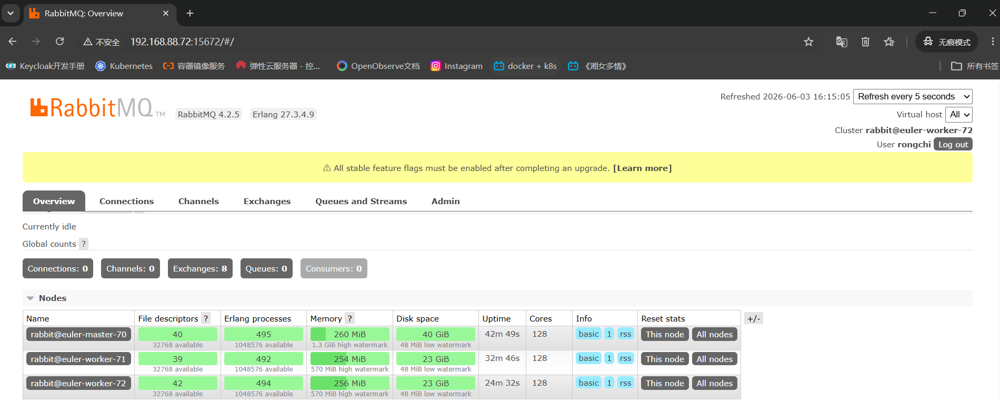 RabbitMQ: Overview
不安全 192.168.88.72:15672/#/ 无痕模式
Keycloak开发手册 Kubernetes 容器镜像服务 弹性云服务器 - 控... OpenObserve文档 Instagram docker + k8s 《湘女多情》 所有书签
RabbitMQ TM RabbitMQ 4.2.5 Erlang 27.3.4.9
Refreshed 2026-06-03 16:15:05 Refresh every 5 seconds
Virtual host All
Cluster rabbit@euler-worker-72
User rongchi Log out
⚠ All stable feature flags must be enabled after completing an upgrade. [Learn more]
Overview Connections Channels Exchanges Queues and Streams Admin
Currently idle
Global counts ?
Connections: 0 Channels: 0 Exchanges: 8 Queues: 0 Consumers: 0
Nodes
Name File descriptors ? Erlang processes Memory ? Disk space Uptime Cores Info Reset stats +/-
rabbit@euler-master-70 40 495 260 MiB 40 GiB 42m 49s 128 basic 1 rss This node All nodes
32768 available 1048576 available 1.3 GiB high watermark 48 MiB low watermark
rabbit@euler-worker-71 39 492 254 MiB 23 GiB 32m 46s 128 basic 1 rss This node All nodes
32768 available 1048576 available 570 MiB high watermark 48 MiB low watermark
rabbit@euler-worker-72 42 494 256 MiB 23 GiB 24m 32s 128 basic 1 rss This node All nodes
32768 available 1048576 available 570 MiB high watermark 48 MiB low watermark